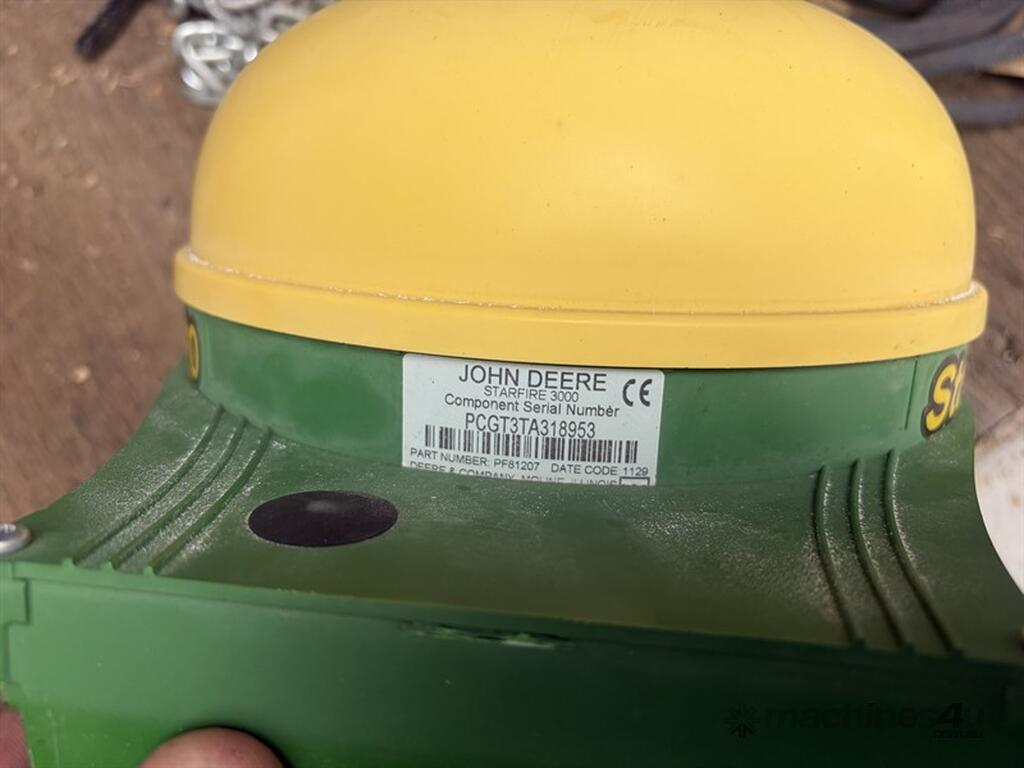 JOHN DEERE
STARFIRE 3000
Component Serial Number
PCGT3TA318953
PART NUMBER: PF81207 DATE CODE 1129
DEERE & COMPANY, MOLINE, ILLINOIS
machines4u
.com.au